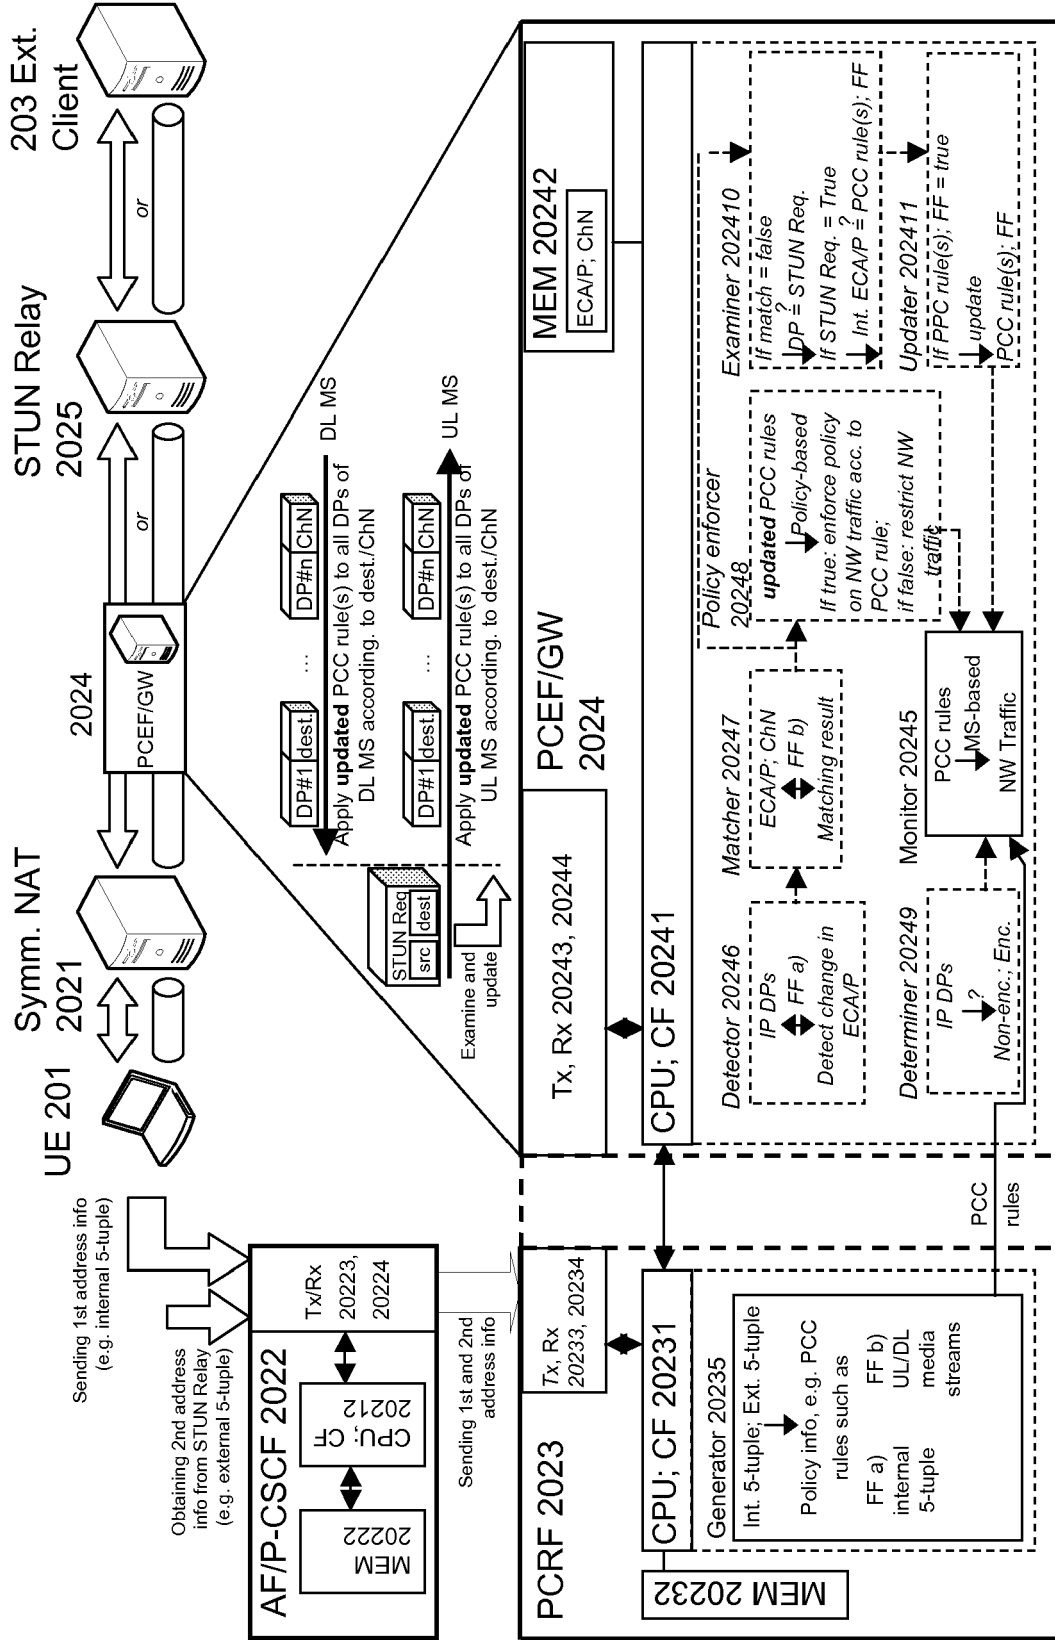 UE 201
Symm. NAT
2021
2024
PCEF/GW
STUN Relay
2025
203 Ext.
Client
or
or
Sending 1st address info
(e.g. internal 5-tuple)
Obtaining 2nd address
info from STUN Relay
(e.g. external 5-tuple)
AF/P-CSCF 2022
MEM
20222
CPU; CF
20212
Tx/Rx
20223,
20224
Sending 1st and 2nd
address info
STUN Req
src
dest
Examine and
update
DP#1
dest.
...
DP#n
ChN
DL MS
Apply updated PCC rule(s) to all DPs of
DL MS according. to dest./ChN
DP#1
dest.
...
DP#n
ChN
UL MS
Apply updated PCC rule(s) to all DPs of
UL MS according. to dest./ChN
PCRF 2023
Tx, Rx
20233, 20234
CPU; CF 20231
MEM 20232
Generator 20235
Int. 5-tuple; Ext. 5-tuple
Policy info, e.g. PCC
rules such as
FF a)
internal
5-tuple
FF b)
UL/DL
media
streams
PCC
rules
PCEF/GW
2024
Tx, Rx 20243, 20244
MEM 20242
ECA/P; ChN
CPU; CF 20241
Detector 20246
IP DPs
FF a)
Detect change in
ECA/P
Matcher 20247
ECA/P; ChN
FF b)
Matching result
Policy enforcer
20248
updated PCC rules
Policy-based
If true: enforce policy
on NW traffic acc. to
PCC rule;
if false: restrict NW
traffic
Examiner 202410
If match = false
DP ≟ STUN Req.
If STUN Req. = True
Int. ECA/P ≟ PCC rule(s); FF
Determiner 20249
IP DPs
?
Non-enc.; Enc.
Monitor 20245
PCC rules
MS-based
NW Traffic
Updater 202411
If PPC rule(s); FF = true
update
PCC rule(s); FF